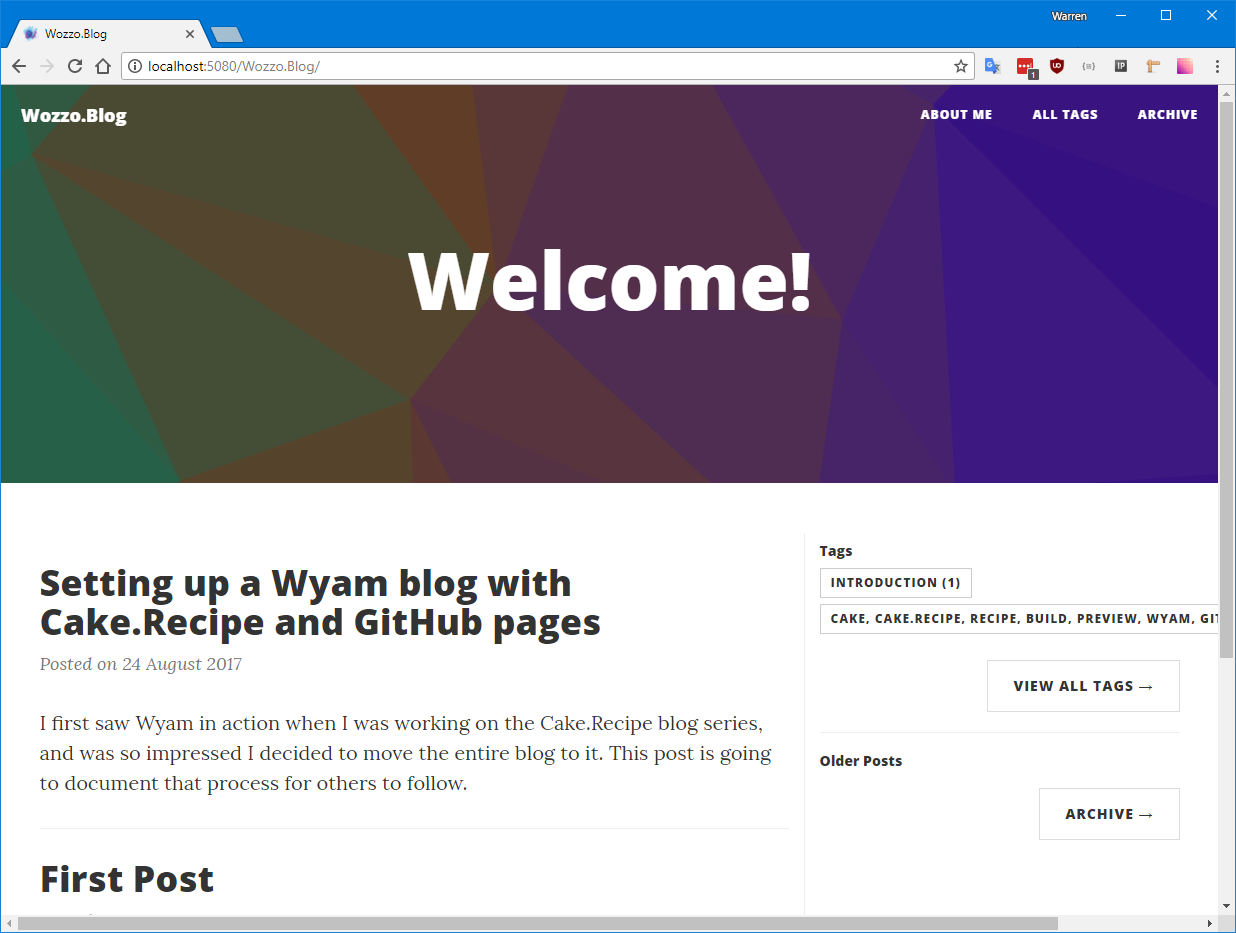 Warren
Wozzo.Blog
localhost:5080/Wozzo.Blog/
1
Wozzo.Blog
ABOUT ME
ALL TAGS
ARCHIVE
Welcome!
Setting up a Wyam blog with
Cake.Recipe and GitHub pages
Posted on 24 August 2017
I first saw Wyam in action when I was working on the Cake.Recipe blog series,
and was so impressed I decided to move the entire blog to it. This post is going
to document that process for others to follow.
First Post
Tags
INTRODUCTION (1)
CAKE, CAKE.RECIPE, RECIPE, BUILD, PREVIEW, WYAM,
VIEW ALL TAGS →
Older Posts
ARCHIVE →